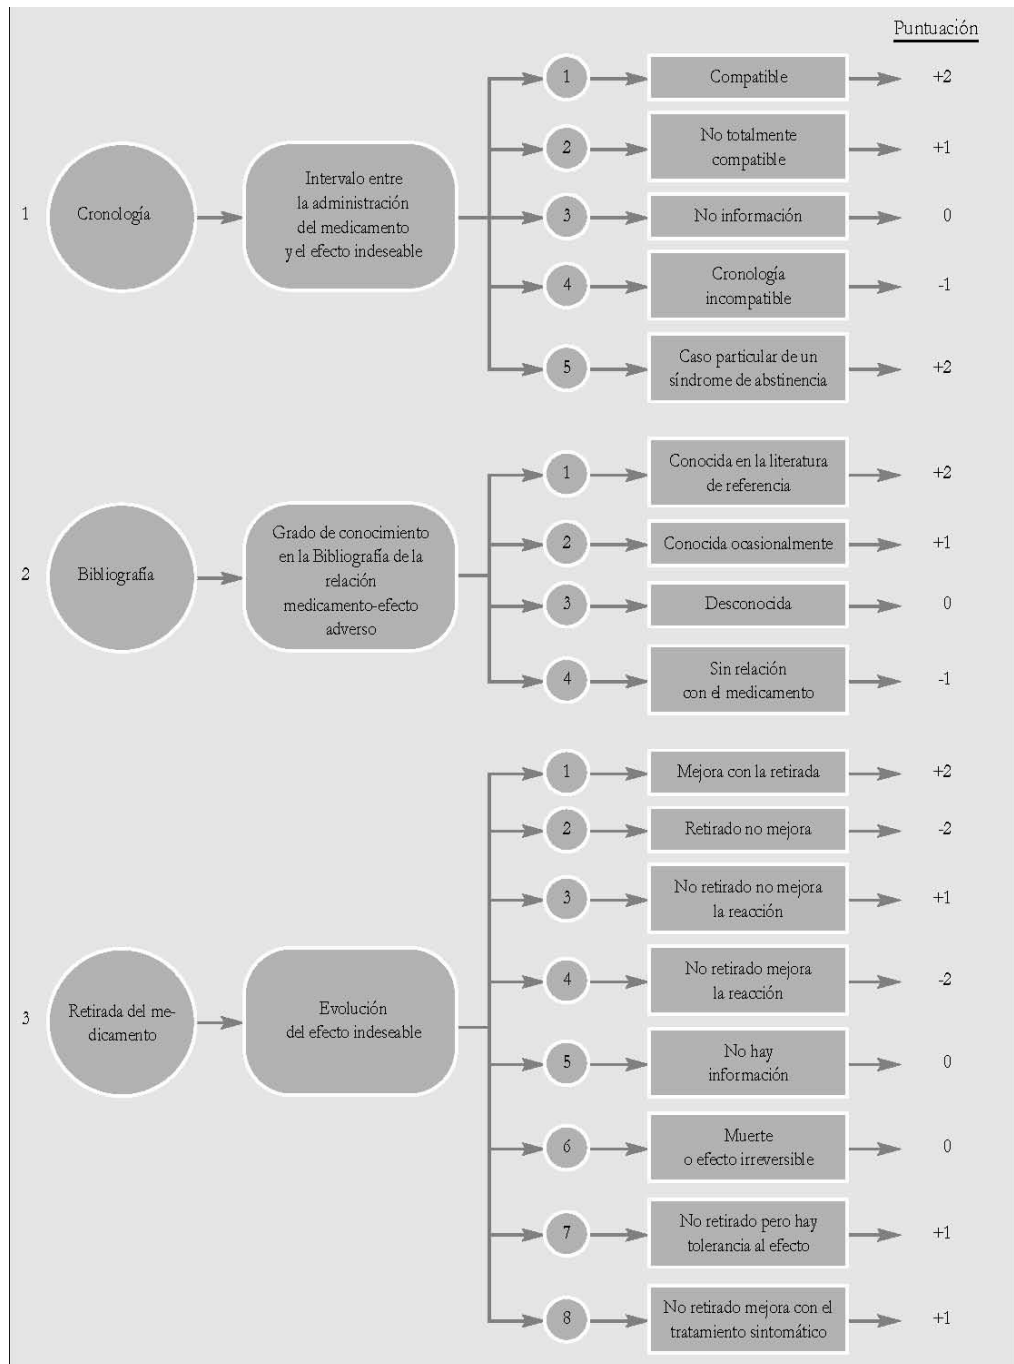 Puntuación
1
Cronología
Intervalo entre
la administración
del medicamento
y el efecto indeseable
1
Compatible
+2
2
No totalmente
compatible
+1
3
No información
0
4
Cronología
incompatible
-1
5
Caso particular de un
síndrome de abstinencia
+2
2
Bibliografía
Grado de conocimiento
en la Bibliografía de la
relación
medicamento-efecto
adverso
1
Conocida en la literatura
de referencia
+2
2
Conocida ocasionalmente
+1
3
Desconocida
0
4
Sin relación
con el medicamento
-1
3
Retirada del me-
dicamento
Evolución
del efecto indeseable
1
Mejora con la retirada
+2
2
Retirado no mejora
-2
3
No retirado no mejora
la reacción
+1
4
No retirado mejora
la reacción
-2
5
No hay
información
0
6
Muerte
o efecto irreversible
0
7
No retirado pero hay
tolerancia al efecto
+1
8
No retirado mejora con el
tratamiento sintomático
+1